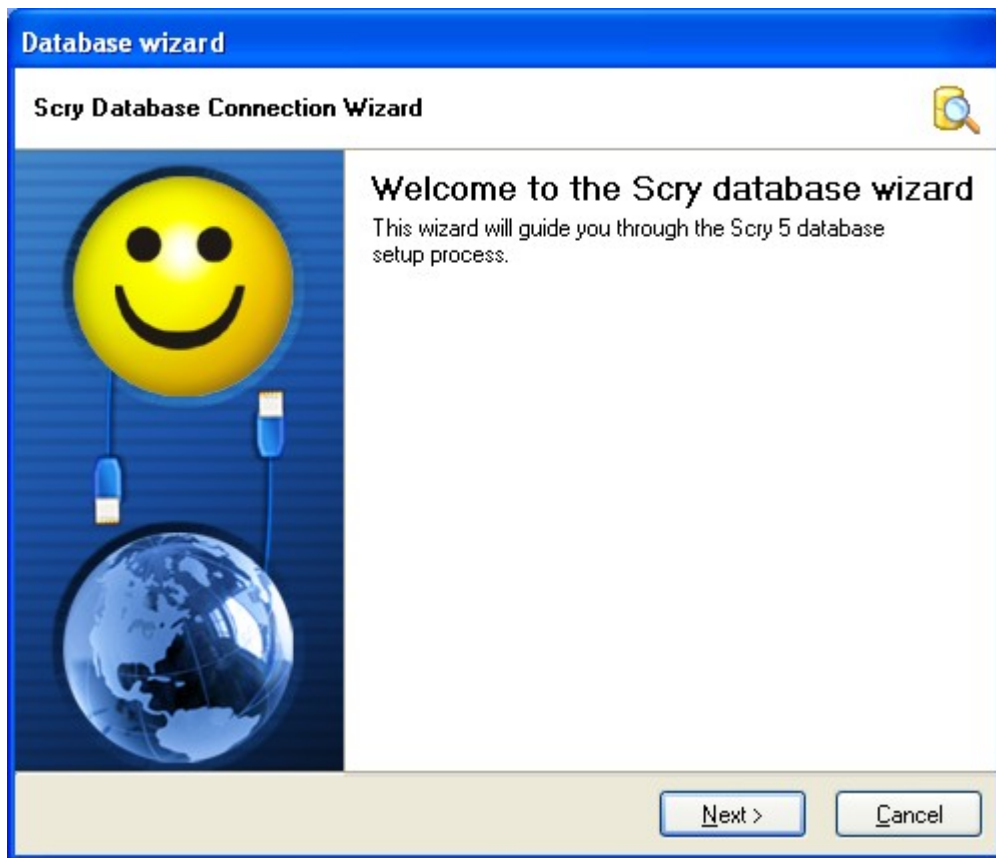 Database wizard
Scry Database Connection Wizard
Welcome to the Scry database wizard
This wizard will guide you through the Scry 5 database
setup process.
Next >
Cancel